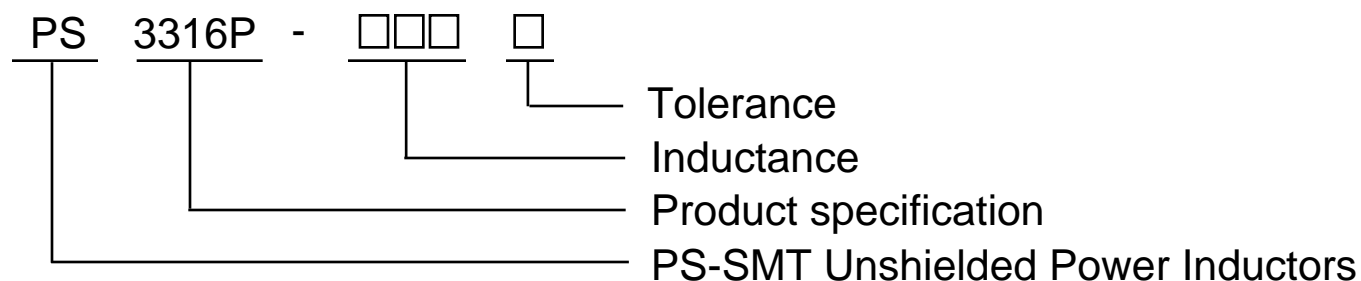 PS 3316P - □□□ □
Tolerance
Inductance
Product specification
PS-SMT Unshielded Power Inductors